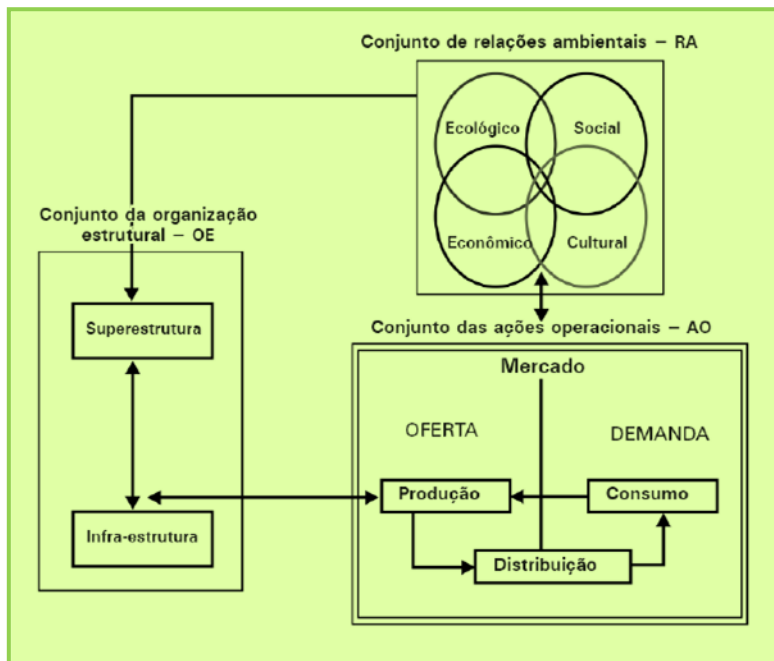 Conjunto de relações ambientais – RA
Ecológico
Social
Econômico
Cultural
Conjunto da organização
estrutural – OE
Superestrutura
Infra-estrutura
Conjunto das ações operacionais – AO
Mercado
OFERTA
DEMANDA
Produção
Consumo
Distribuição